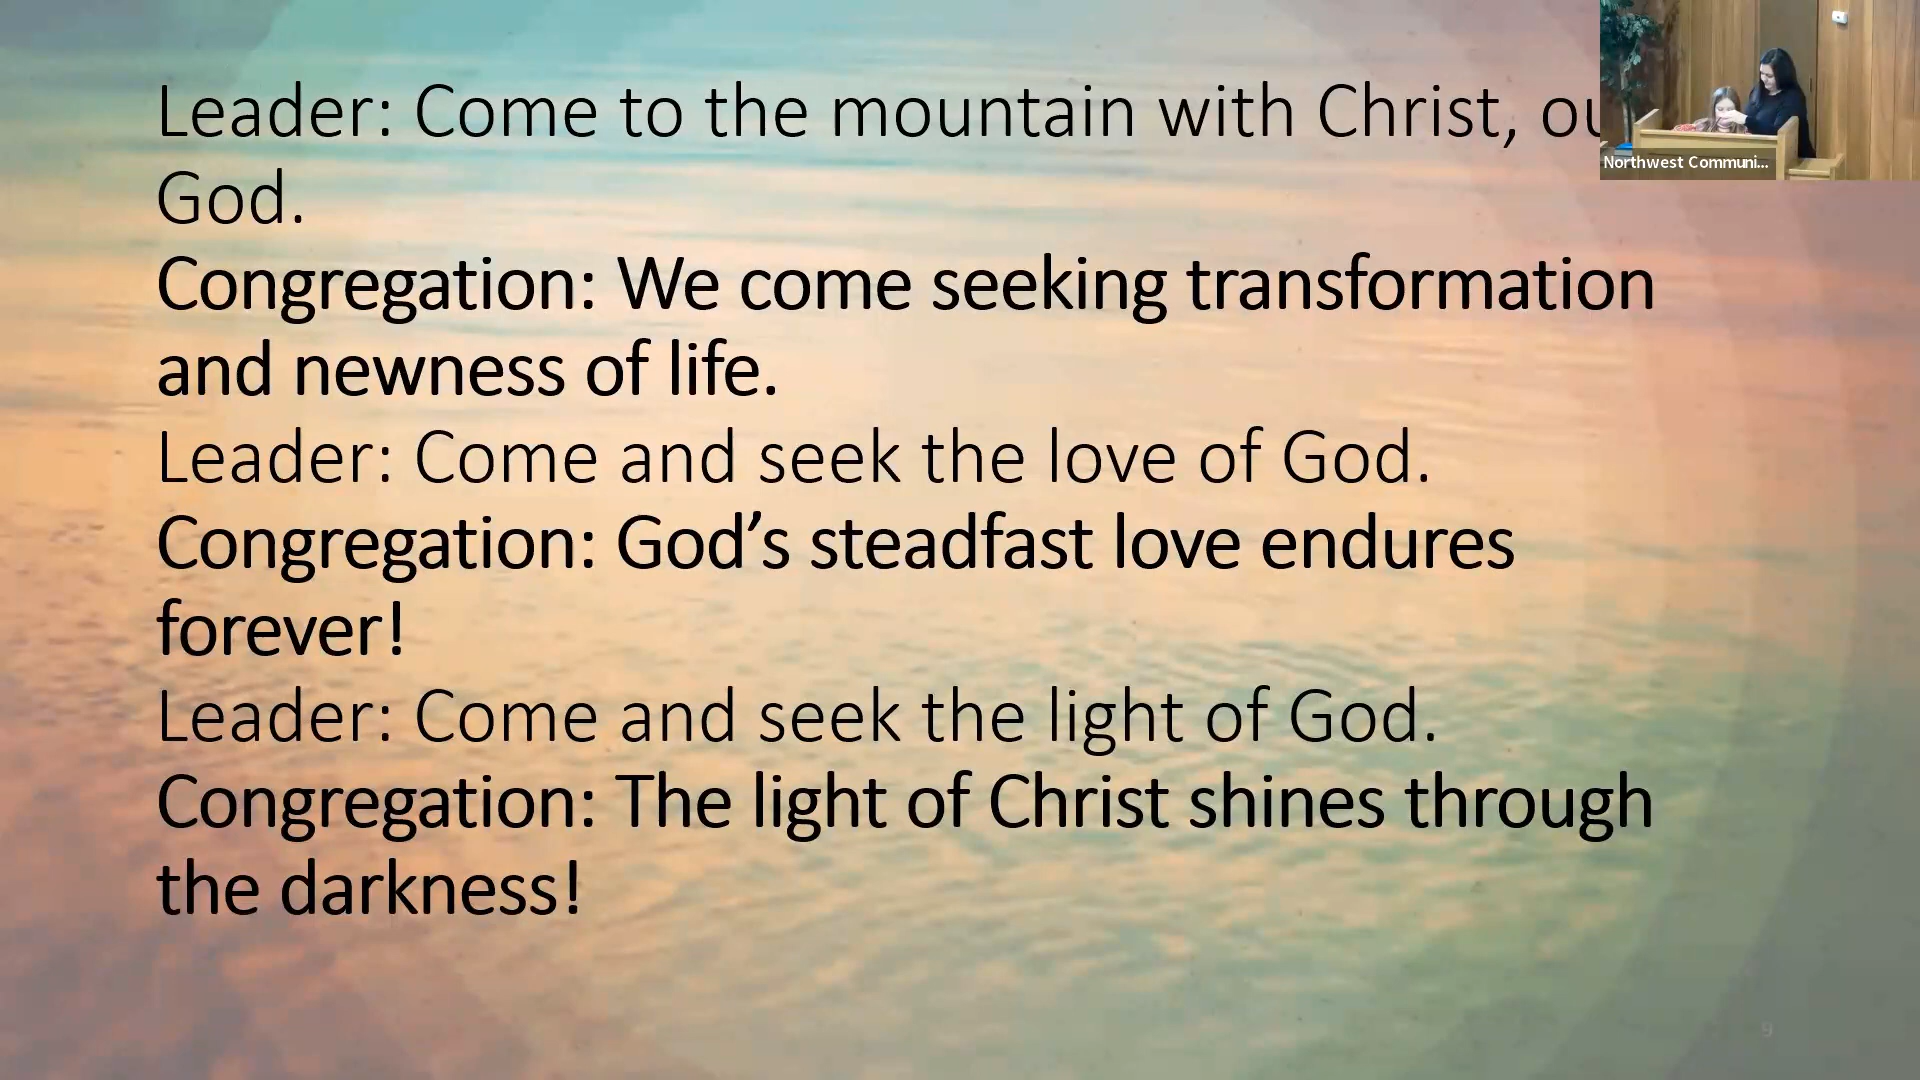 Leader: Come to the mountain with Christ,
God.
Congregation: We come seeking transformation
and newness of life.
Leader: Come and seek the love of God.
Congregation: God’s steadfast love endures
forever!
Leader: Come and seek the light of God.
Congregation: The light of Christ shines through
the darkness!
Northwest Communi...
9